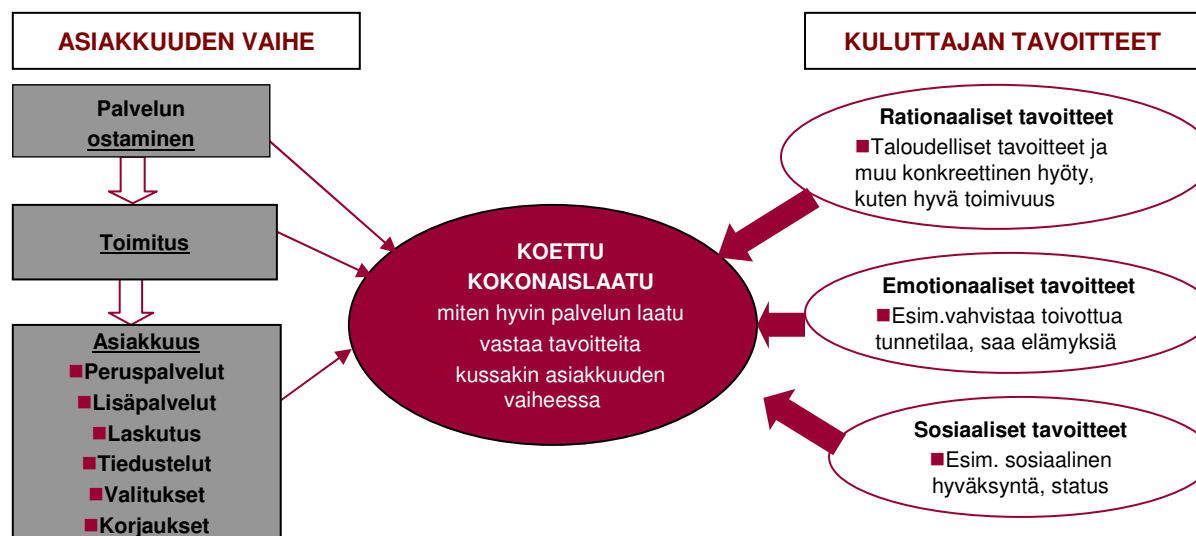 ASIAKKUUDEN VAIHE
Palvelun
ostaminen
Toimitus
Asiakkuus
■Peruspalvelut
■Lisäpalvelut
■Laskutus
■Tiedustelut
■Valitukset
■Korjaukset
KOETTU
KOKONAISLAATU
miten hyvin palvelun laatu
vastaa tavoitteita
kussakin asiakkuuden
vaiheessa
KULUTTAJAN TAVOITTEET
Rationaaliset tavoitteet
■Taloudelliset tavoitteet ja
muu konkreettinen hyöty,
kuten hyvä toimivuus
Emotionaaliset tavoitteet
■Esim.vahvistaa toivottua
tunnetilaa, saa elämyksiä
Sosiaaliset tavoitteet
■Esim. sosiaalinen
hyväksyntä, status